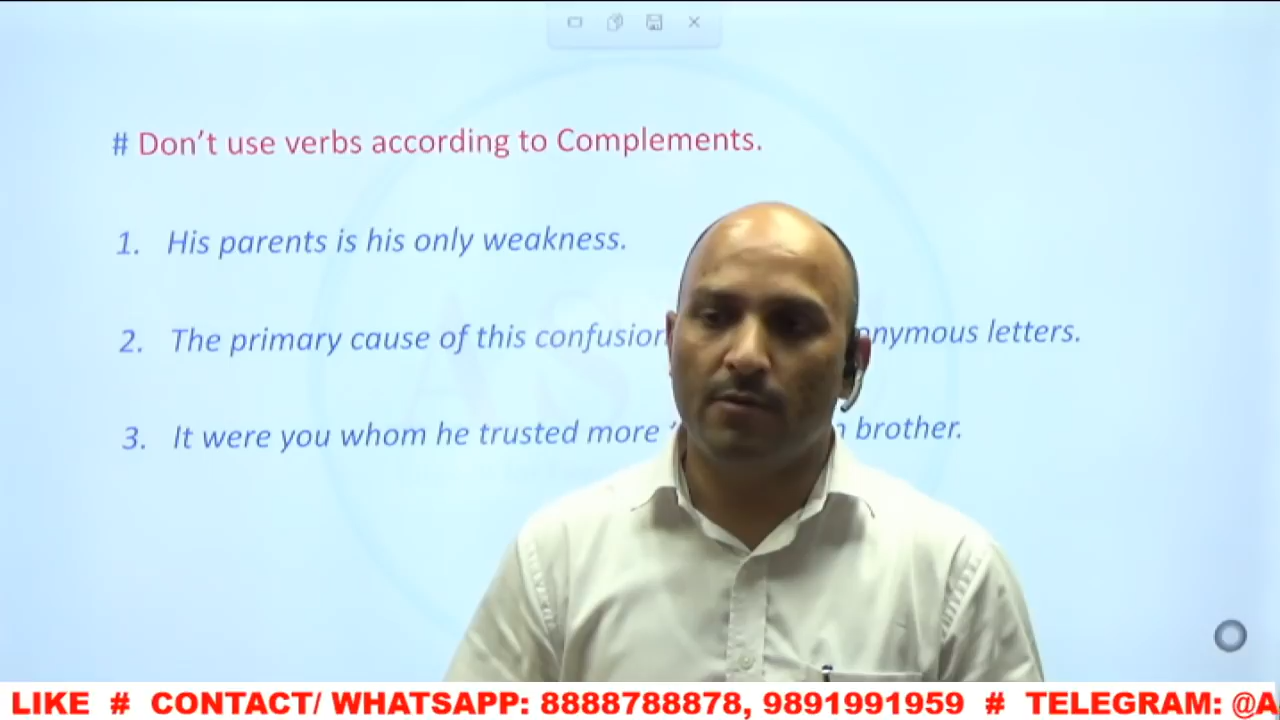 # Don't use verbs according to Complements.
1. His parents is his only weakness.
2. The primary cause of this confusion letters.
3. It were you whom he trusted more brother.
LIKE # CONTACT/ WHATSAPP: 8888788878, 9891991959 # TELEGRAM: @A